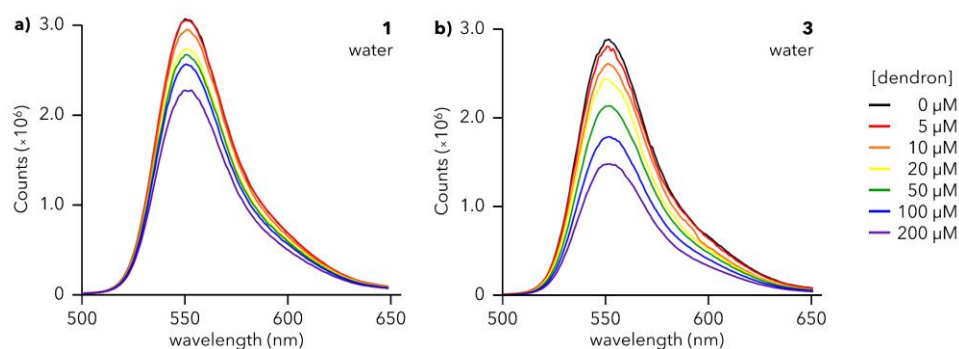 a)
1
water
3.0
2.0
1.0
0
Counts (×10⁶)
500
550
600
650
wavelength (nm)
b)
3
water
3.0
2.0
1.0
0
Counts (×10⁶)
500
550
600
650
wavelength (nm)
[dendron]
0 µM
5 µM
10 µM
20 µM
50 µM
100 µM
200 µM